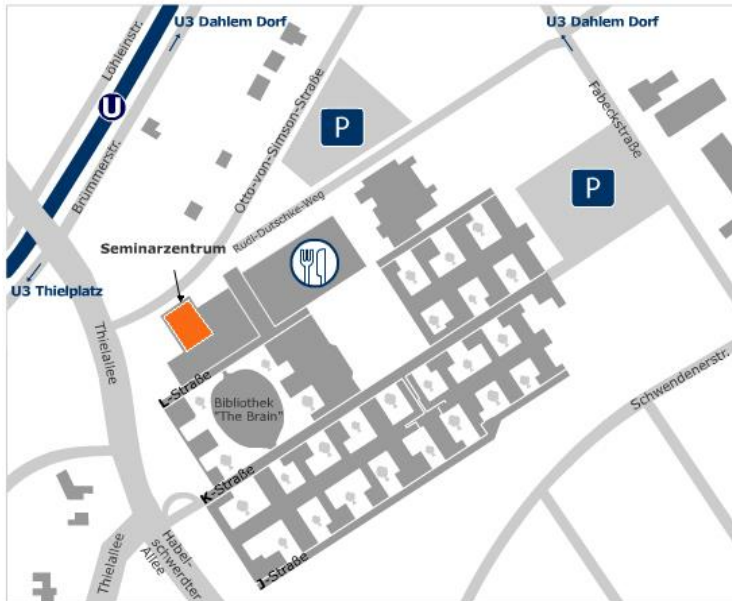 U3 Dahlem Dorf
U3 Dahlem Dorf
Löhleinstr.
U
Brümmerstr.
Otto-von-Simson-Straße
P
Fabeckstraße
P
Rudi-Dutschke-Weg
Seminarzentrum
U3 Thielplatz
Thielallee
L-Straße
Bibliothek
"The Brain"
Schwendenerstr.
K-Straße
Thielallee
Habel-
schwerdter
Allee
J-Straße